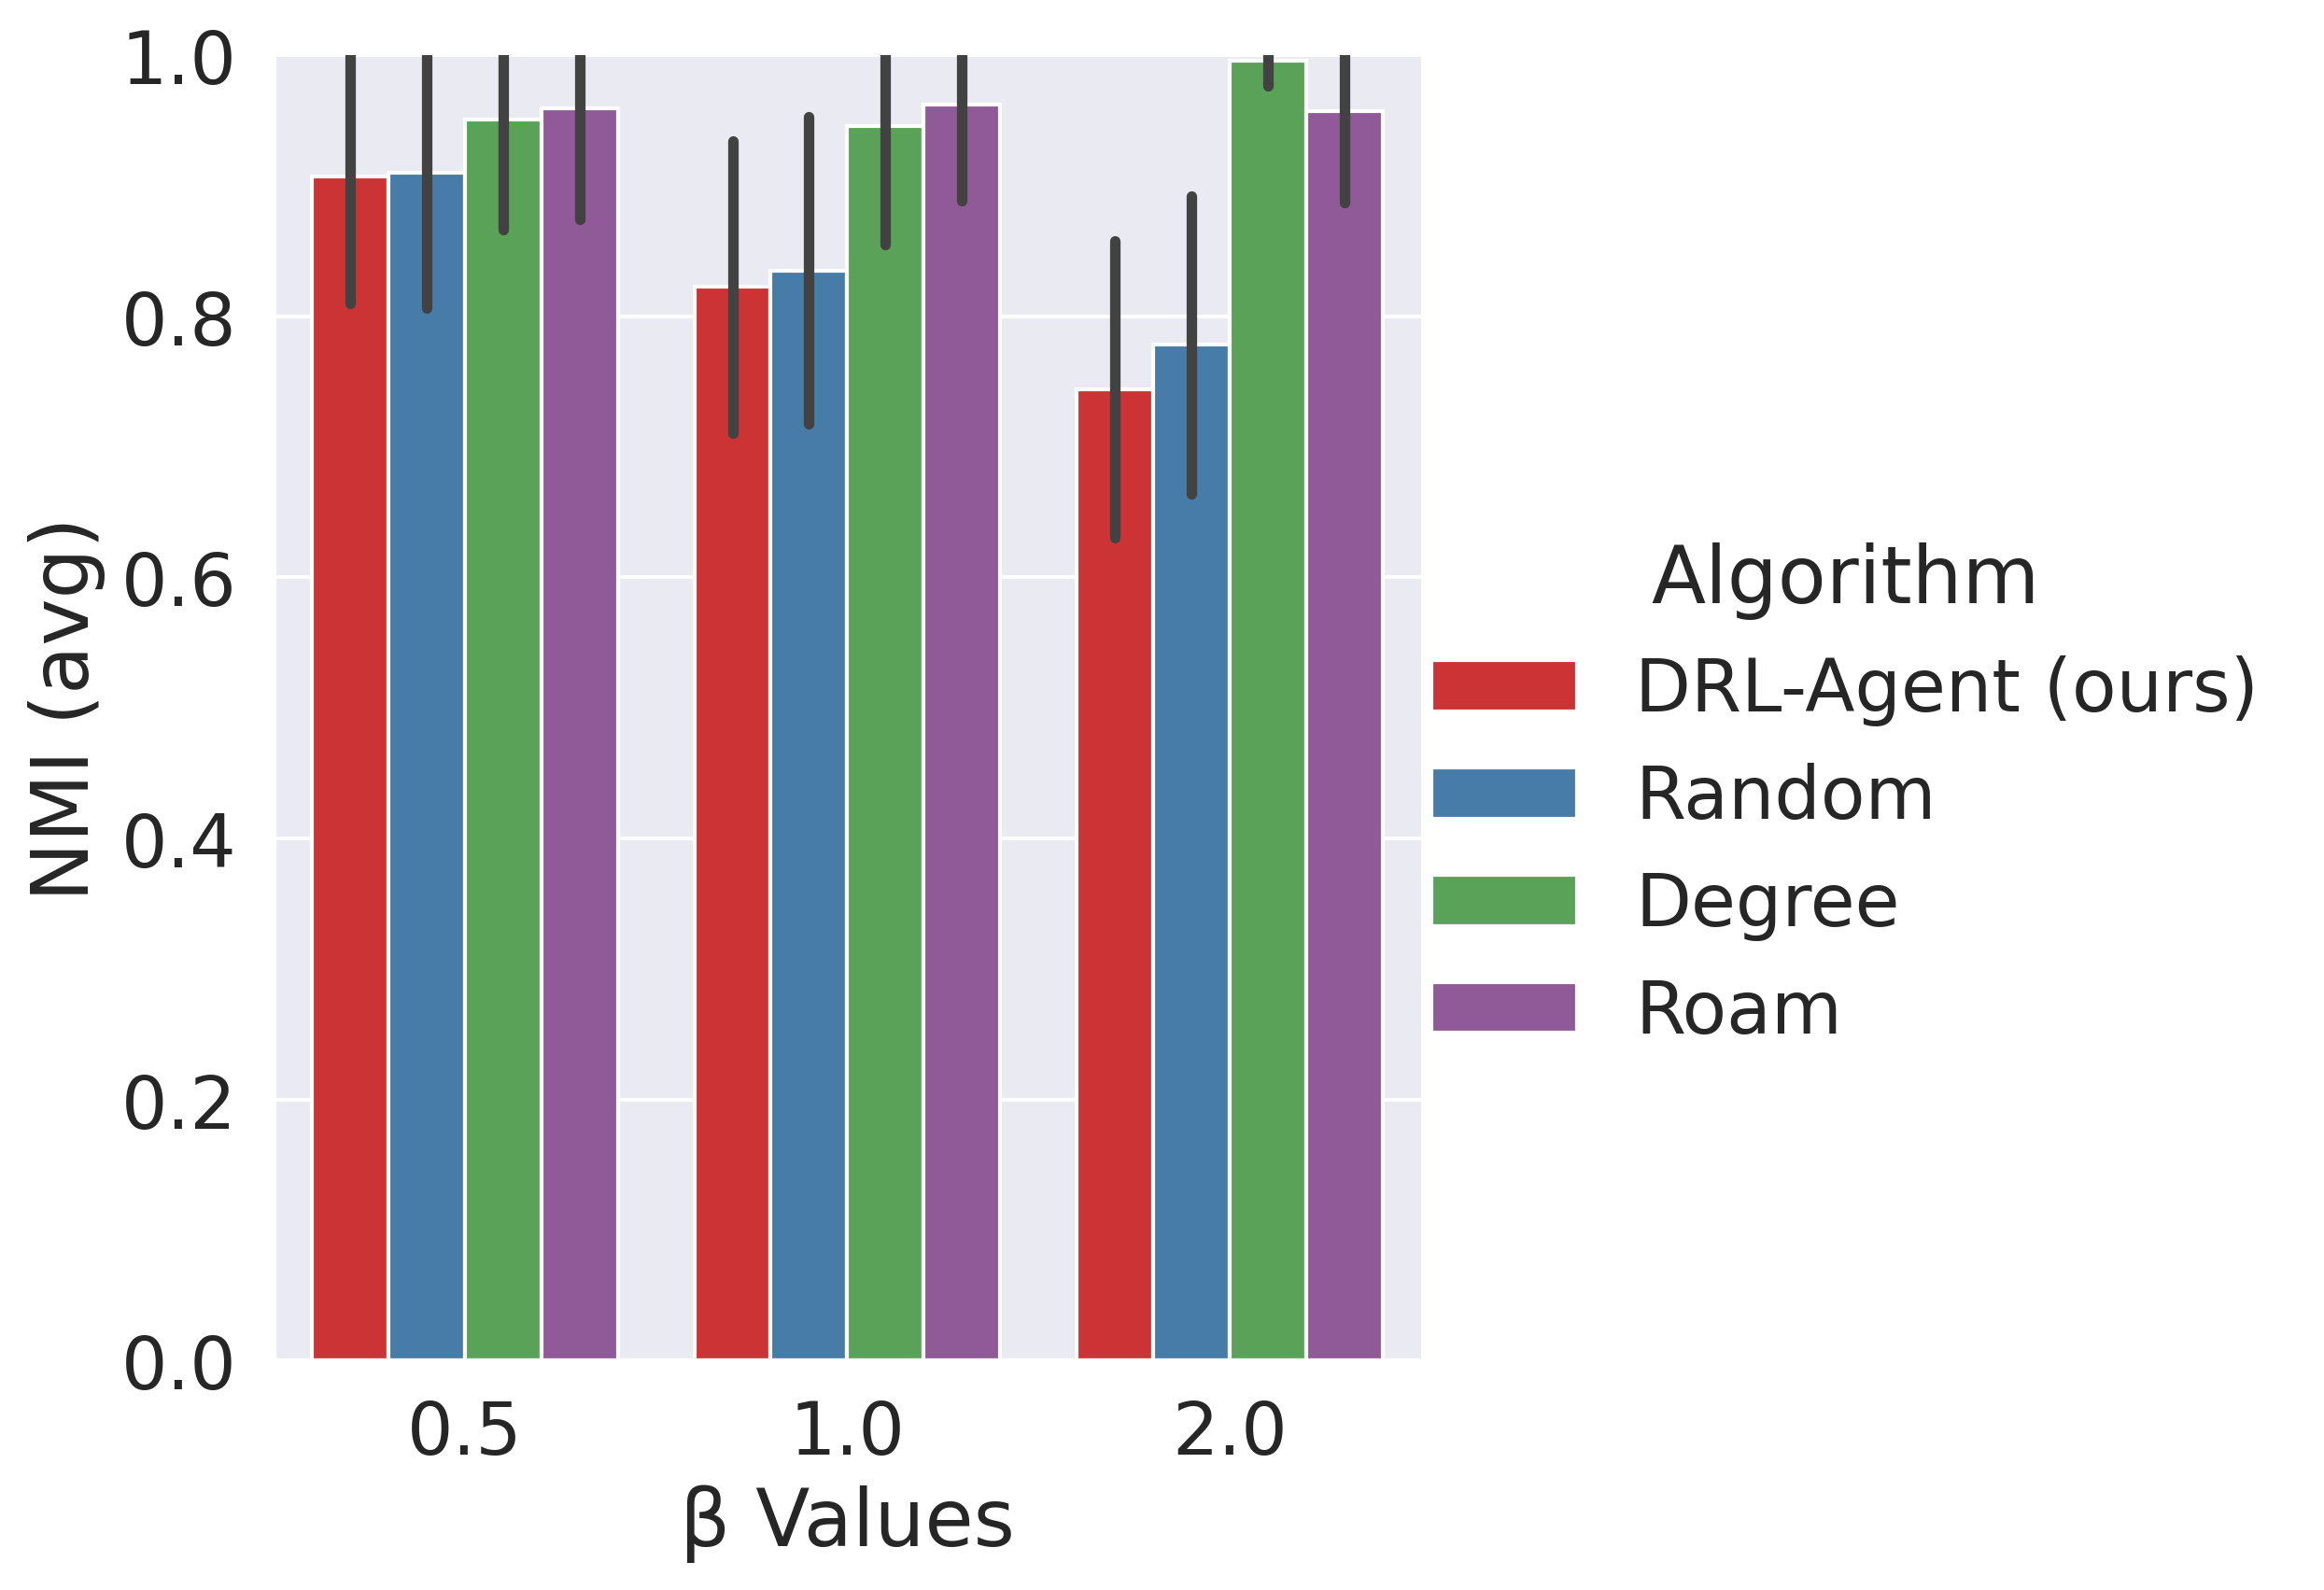 1.0
0.8
0.6
0.4
0.2
0.0
NMI (avg)
0.5 1.0 2.0
β Values
Algorithm
DRL-Agent (ours)
Random
Degree
Roam